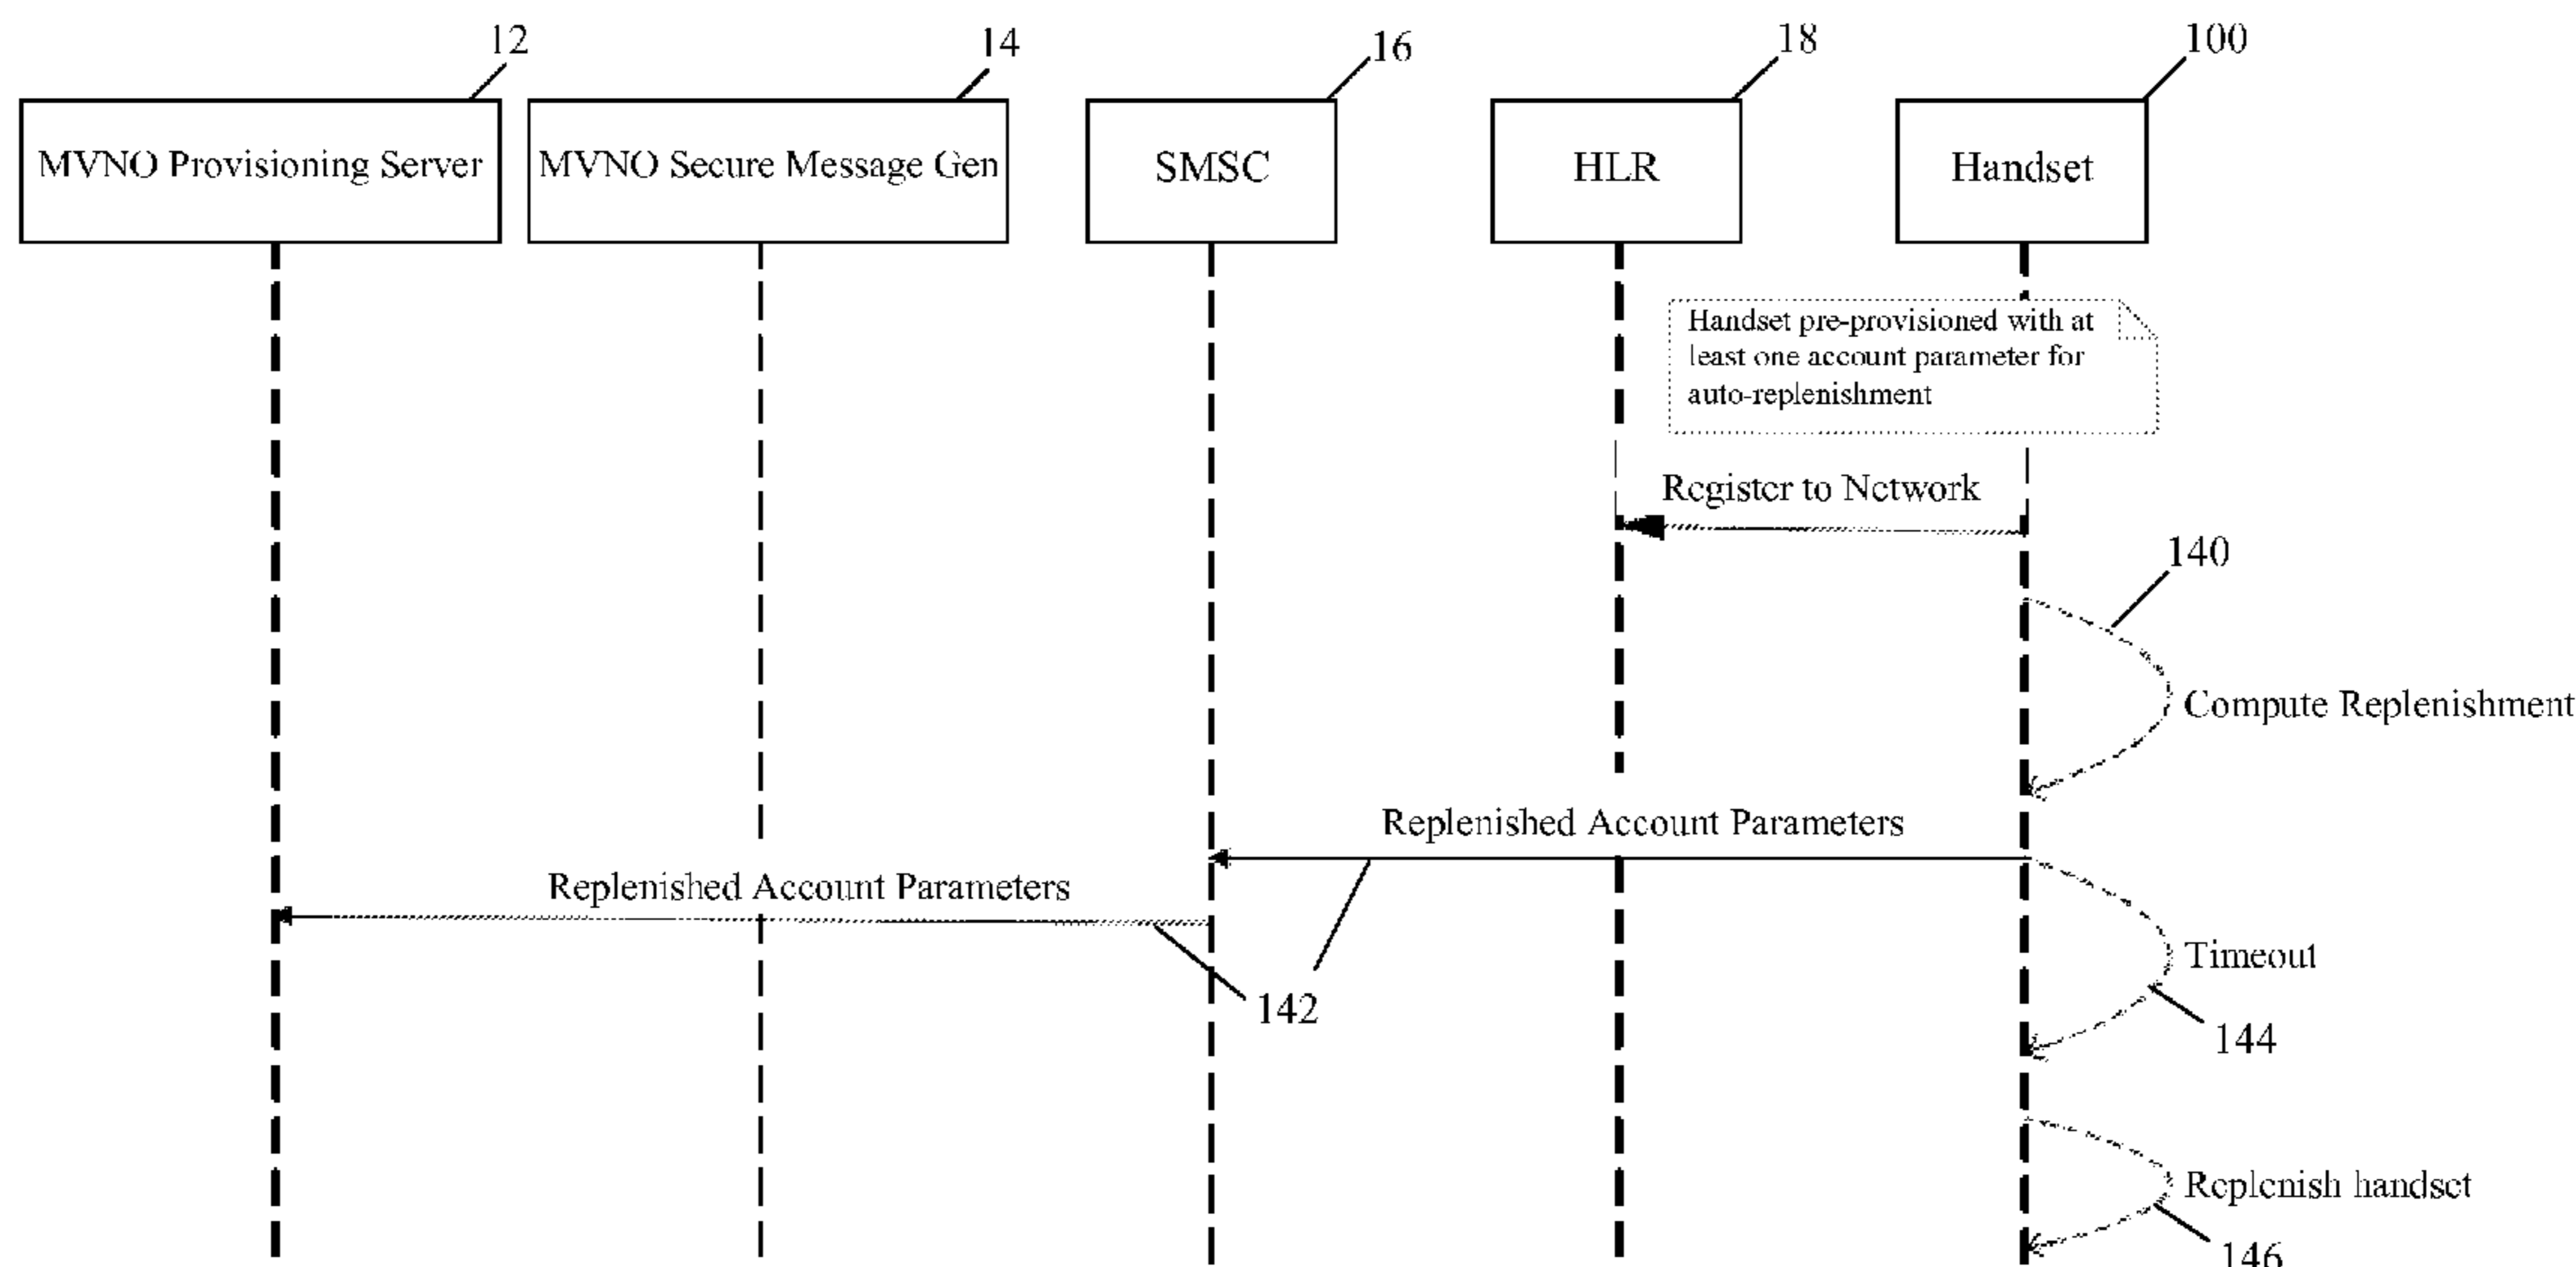 12
14
16
18
100
MVNO Provisioning Server
MVNO Secure Message Gen
SMSC
HLR
Handset
Handset pre-provisioned with at
least one account parameter for
auto-replenishment
Register to Network
140
Compute Replenishment
Replenished Account Parameters
Replenished Account Parameters
Timeout
142
144
Replenish handset
146